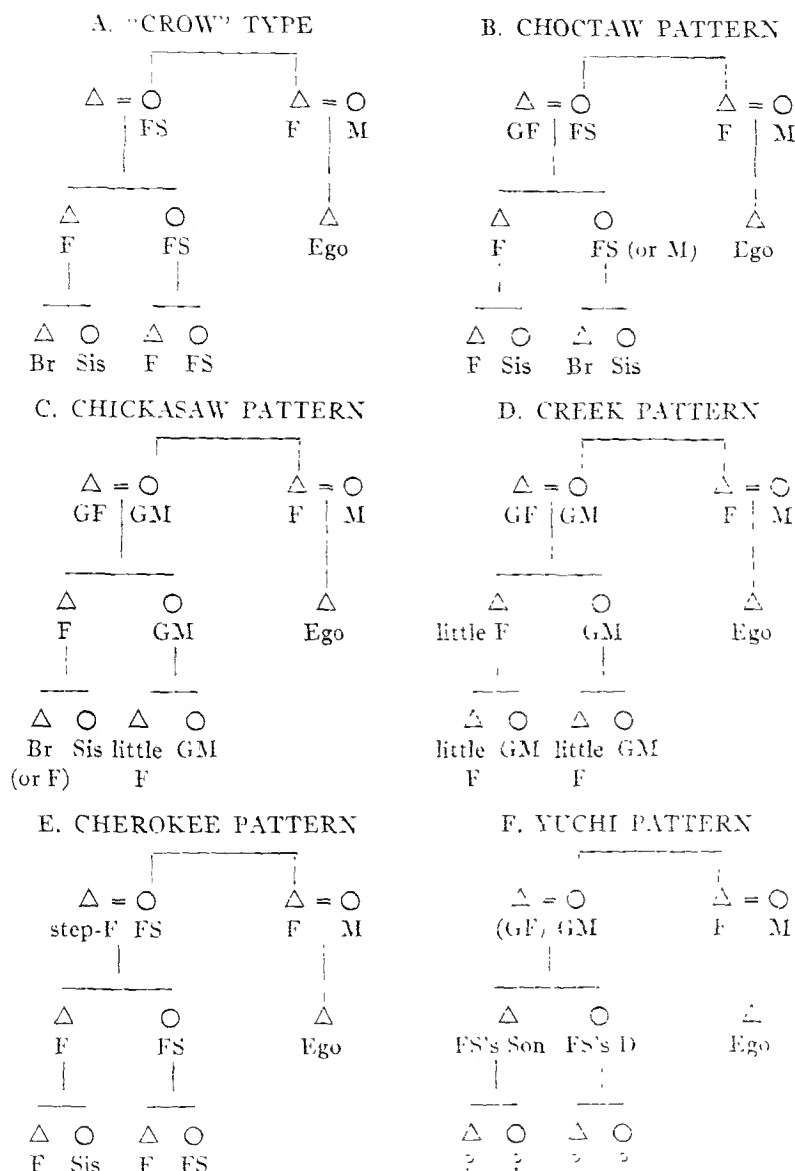 A. "CROW" TYPE
△ = ○ △ = ○
FS F M
△ ○ △
F FS Ego
△ ○ △ ○
Br Sis F FS
B. CHOCTAW PATTERN
△ = ○ △ = ○
GF FS F M
△ ○ △
F FS (or M) Ego
△ ○ △ ○
F Sis Br Sis
C. CHICKASAW PATTERN
△ = ○ △ = ○
GF GM F M
△ ○ △
F GM Ego
△ ○ △ ○
Br Sis little GM
(or F) F
D. CREEK PATTERN
△ = ○ △ = ○
GF GM F M
△ ○ △
little F GM Ego
△ ○ △ ○
little GM little GM
F F
E. CHEROKEE PATTERN
△ = ○ △ = ○
step-F FS F M
△ ○ △
F FS Ego
△ ○ △ ○
F Sis F FS
F. YUCHI PATTERN
△ = ○ △ = ○
(GF) GM F M
△ ○ △
FS's Son FS's D Ego
△ ○ △ ○
? ? ? ?